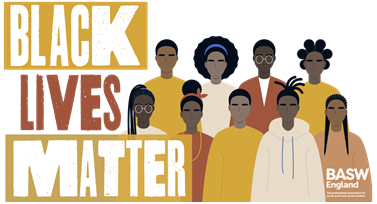 BLACK
LIVES
MATTER
BASW
England
The professional association for
social work and social workers